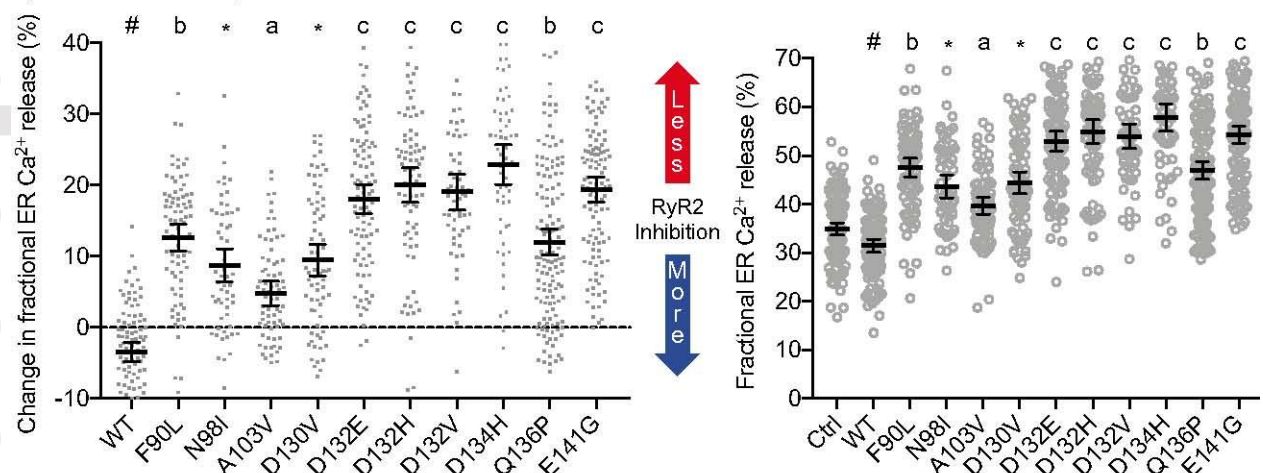 Change in fractional ER Ca²⁺ release (%)
# b * a * c c c c b c
40
30
20
10
0
-10
WT F90L N98I A103V D130V D132E D132H D132V D134H Q136P E141G
Less
RyR2
Inhibition
More
Fractional ER Ca²⁺ release (%)
# b * a * c c c c b c
70
60
50
40
30
20
10
0
Ctrl WT F90L N98I A103V D130V D132E D132H D132V D134H Q136P E141G